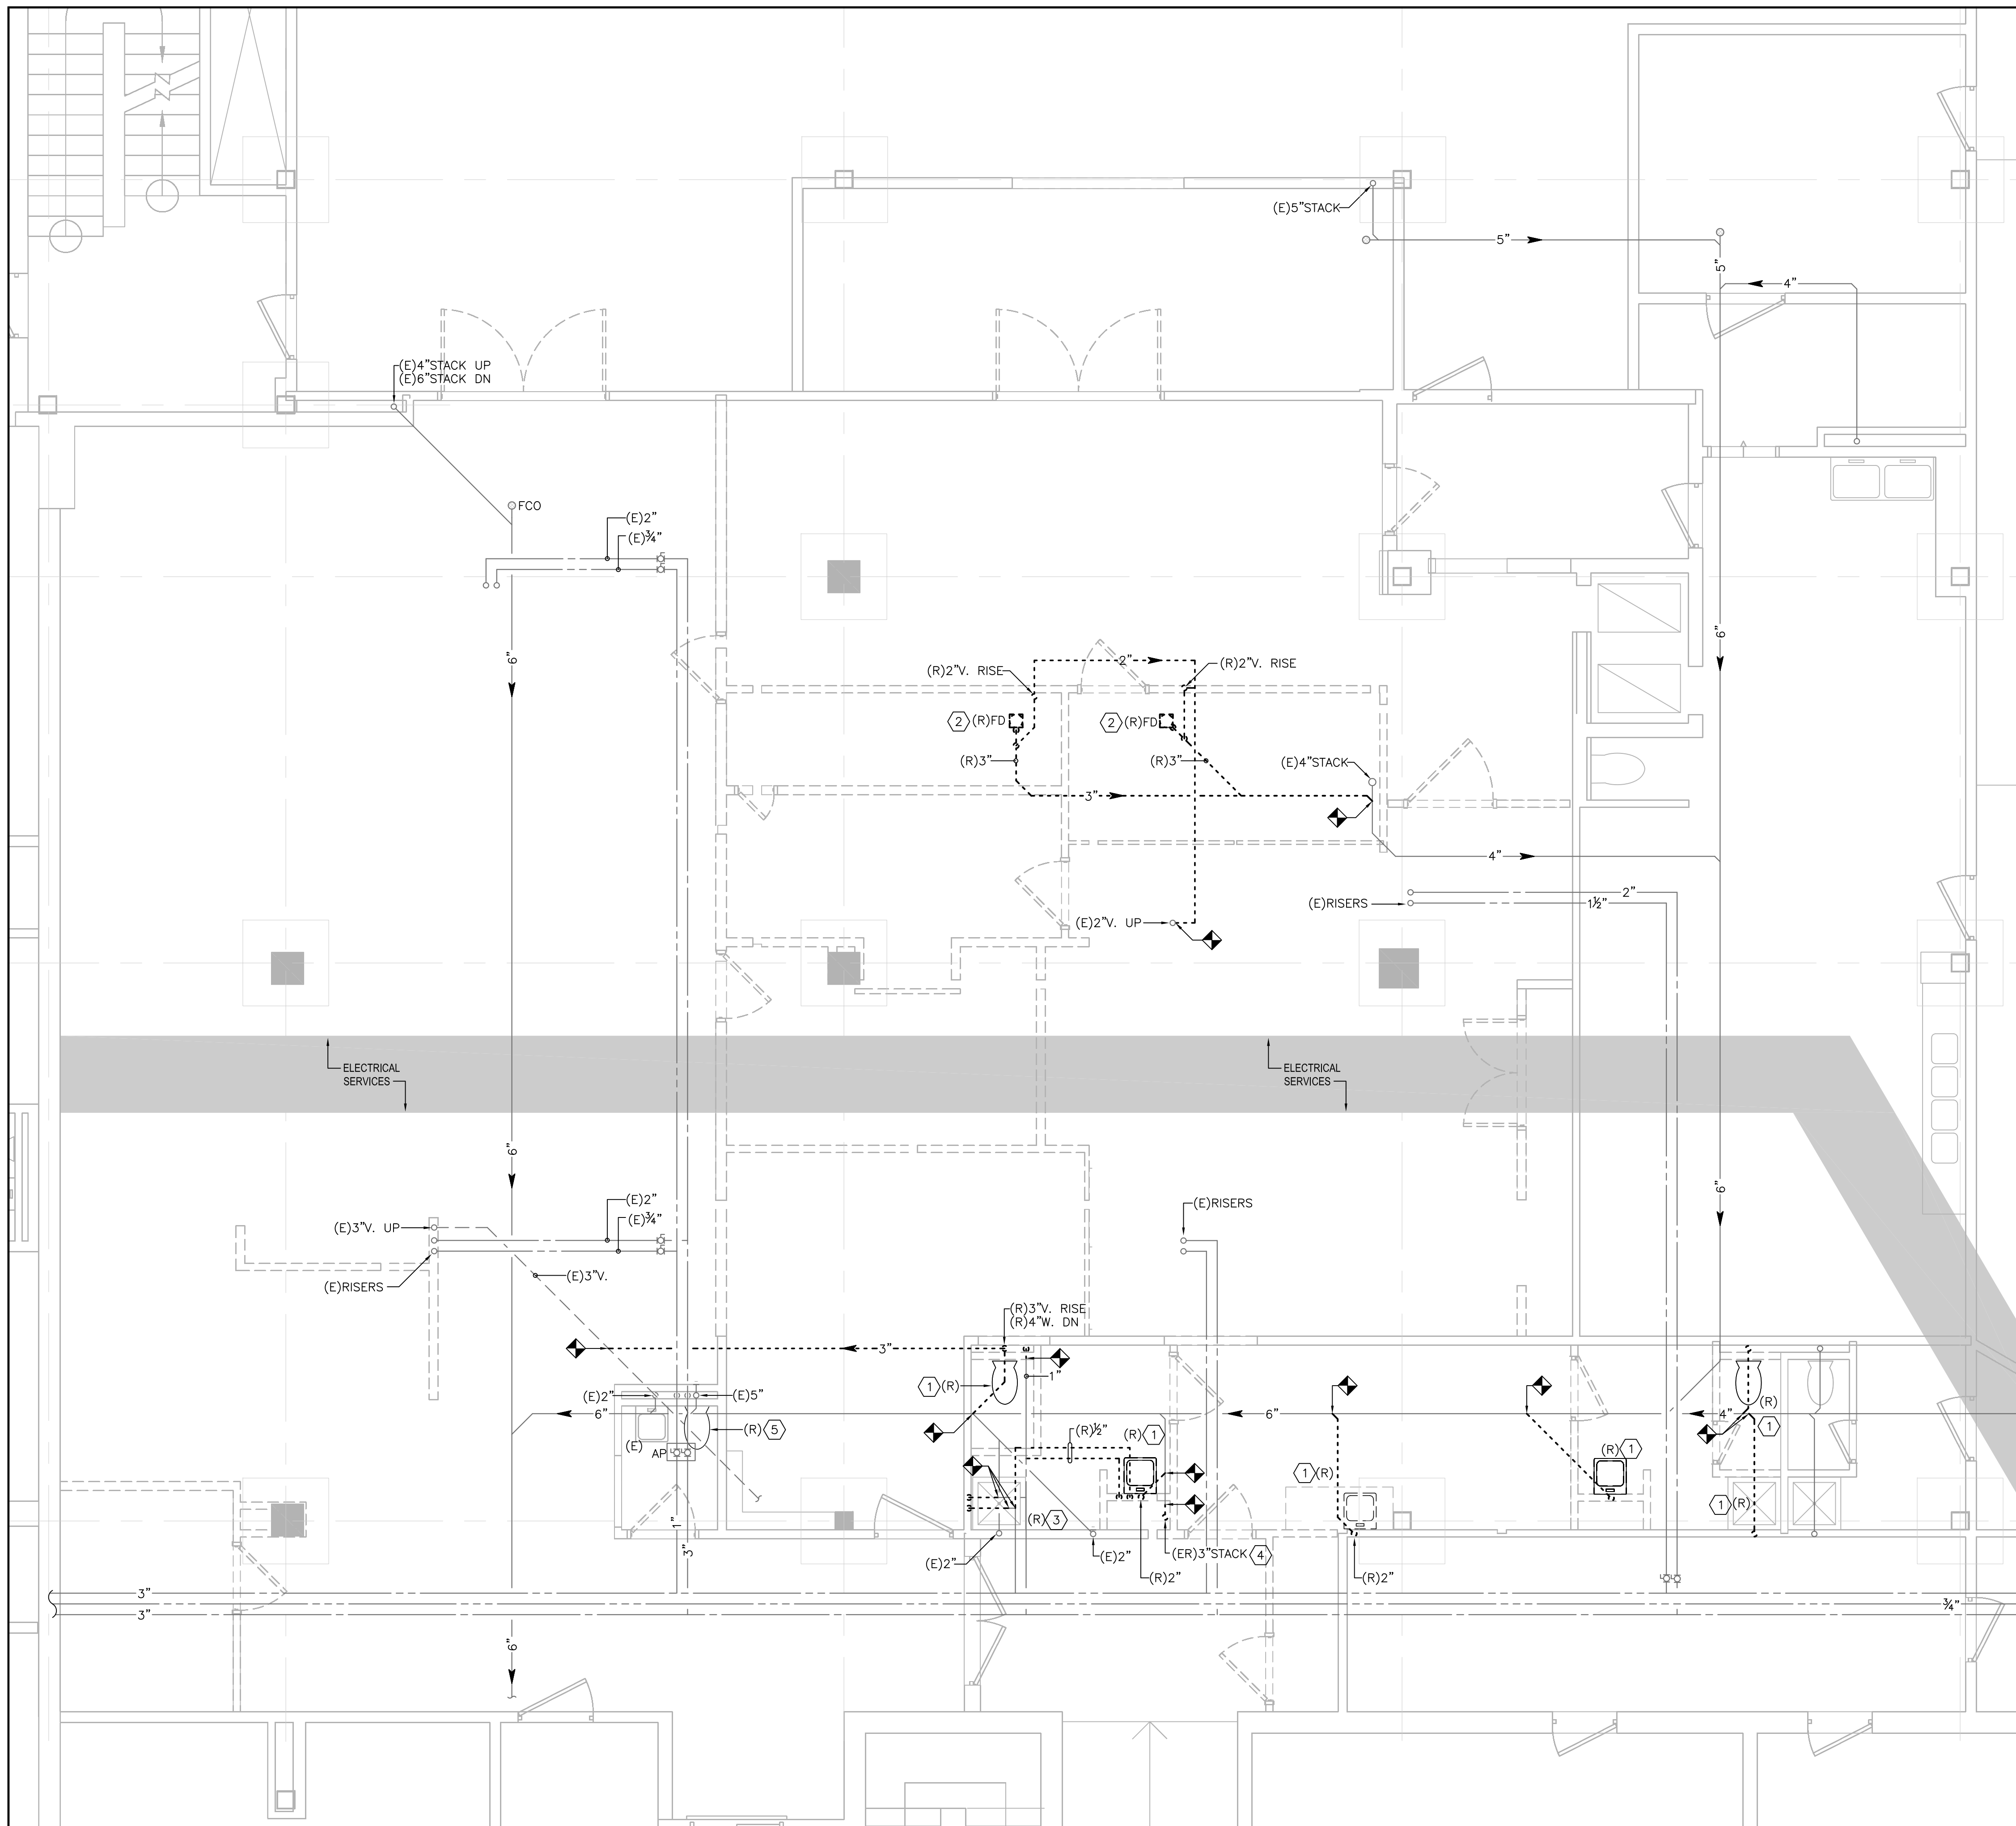 (E)5"STACK
5"
5"
4"
(E)4"STACK UP
(E)6"STACK DN
FCO
(E)2"
(E)¾"
6"
6"
(R)2"V. RISE
2"
(R)2"V. RISE
2 (R)FD
2 (R)FD
(R)3"
(R)3"
(E)4"STACK
3"
4"
2"
(E)RISERS
1½"
(E)2"V. UP
ELECTRICAL
SERVICES
ELECTRICAL
SERVICES
6"
6"
(E)2"
(E)¾"
(E)3"V. UP
(E)RISERS
(E)RISERS
(E)3"V.
(R)3"V. RISE
(R)4"W. DN
3"
1"
1 (R)
(E)2"
(E)5"
6"
6"
4"
(R)
1
(R) 5
(E)
AP
(R)½"
(R) 1
(R) 1
1 (R)
1 (R)
(R) 3
1"
3"
(E)2"
(E)2"
(ER)3"STACK 4
(R)2"
(R)2"
3"
3"
¾"
6"